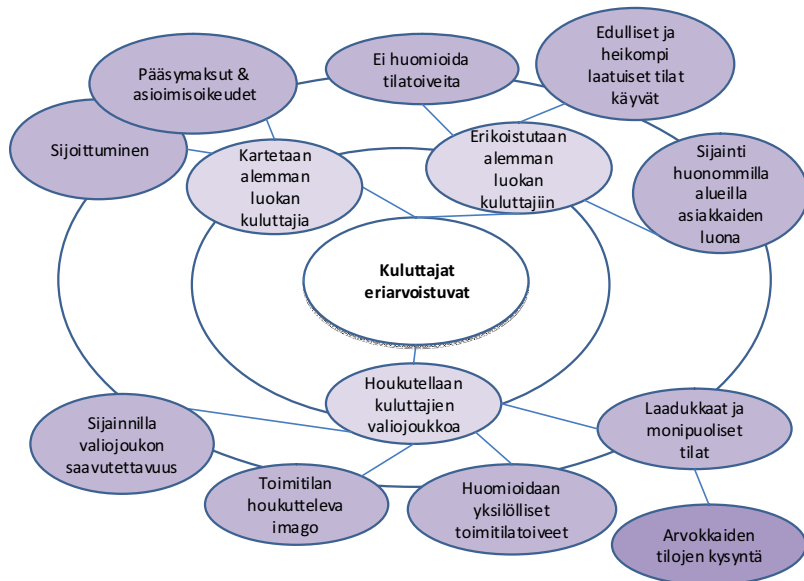 Pääsymaksut &
asioimisoikeudet
Ei huomioida
tilatoiveita
Edulliset ja
heikompi
laatuiset tilat
käyvät
Sijoittuminen
Kartetaan
alemman
luokan
kuluttajia
Erikoistutaan
alemman
luokan
kuluttajiin
Sijainti
huonommilla
alueilla
asiakkaiden
luona
Kuluttajat
eriarvoistuvat
Houkutellaan
kuluttajien
valiojoukkoa
Sijainnilla
valiojoukon
saavutettavuus
Laadukkaat ja
monipuoliset
tilat
Toimitilan
houkutteleva
imago
Huomioidaan
yksilölliset
toimitilatoiveet
Arvokkaiden
tilojen kysyntä